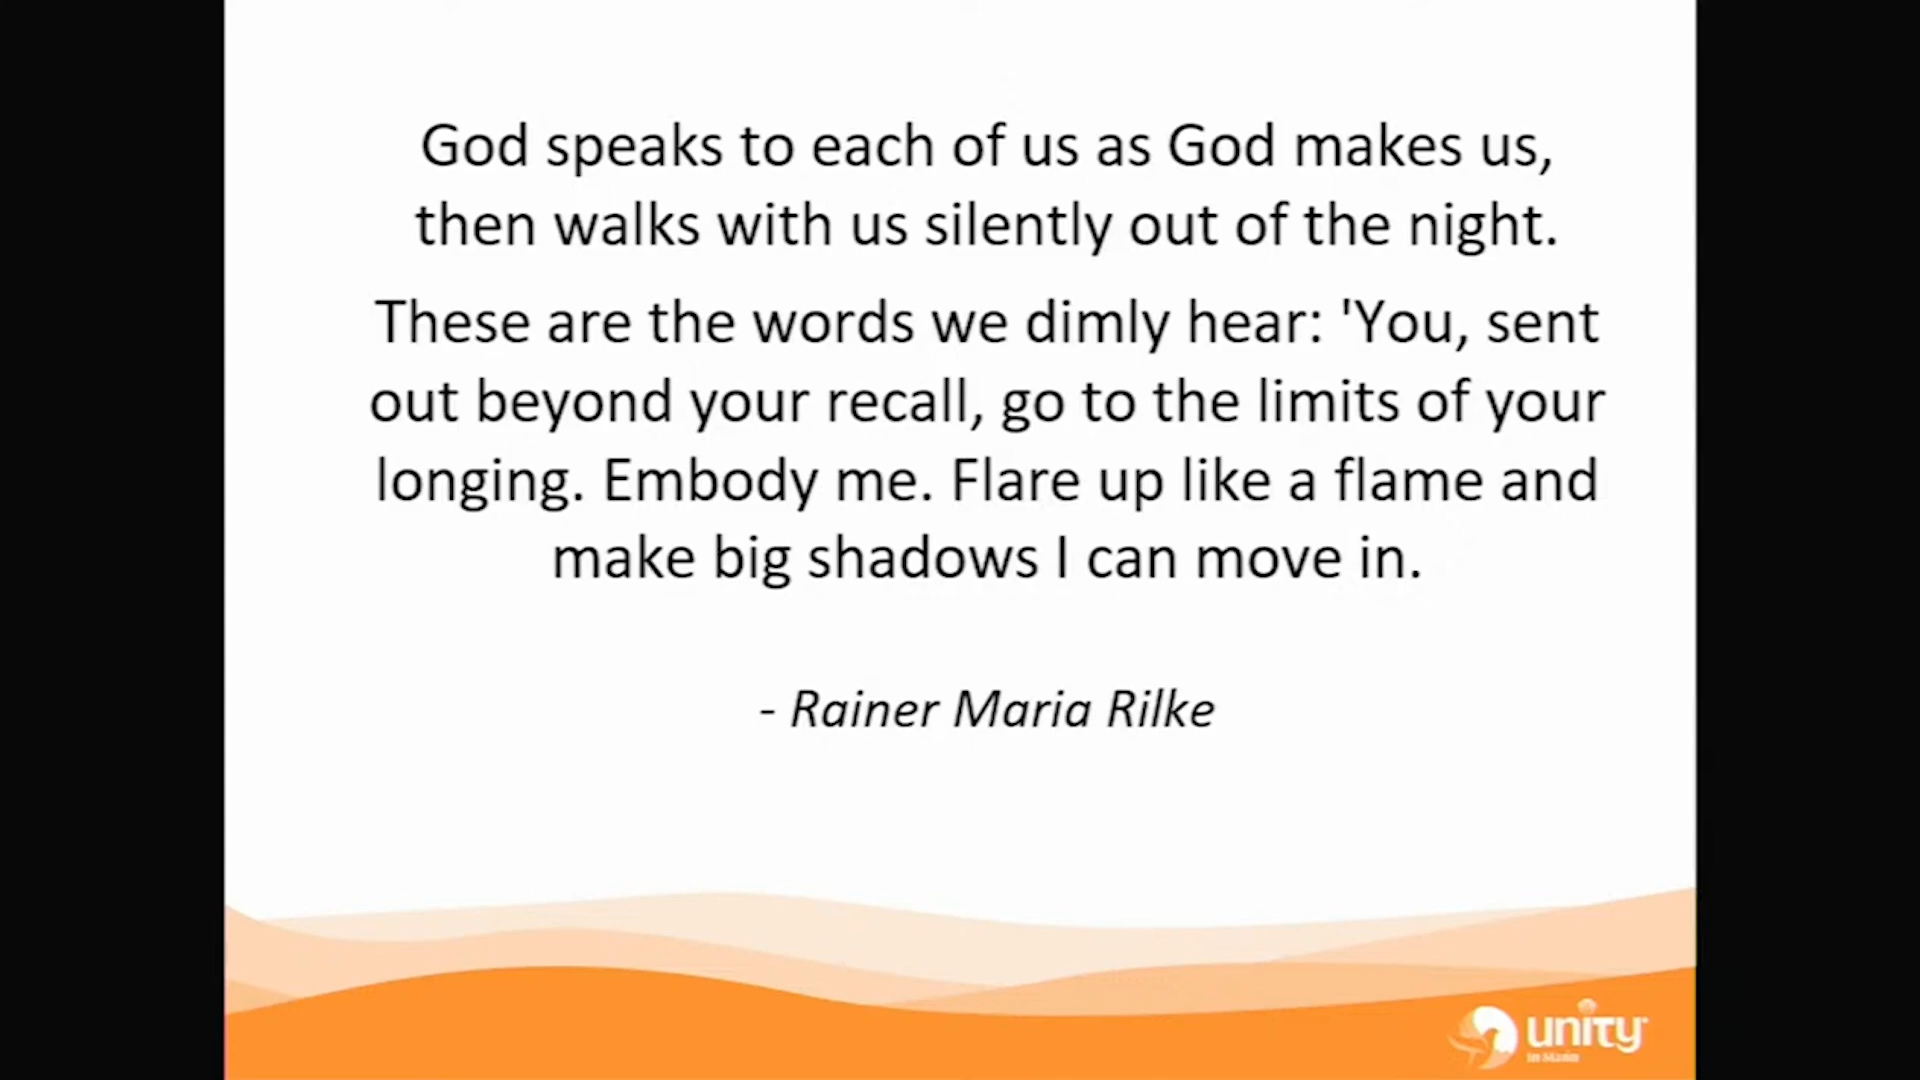 God speaks to each of us as God makes us,
then walks with us silently out of the night.
These are the words we dimly hear: 'You, sent
out beyond your recall, go to the limits of your
longing. Embody me. Flare up like a flame and
make big shadows I can move in.
- Rainer Maria Rilke
unity
in Marin